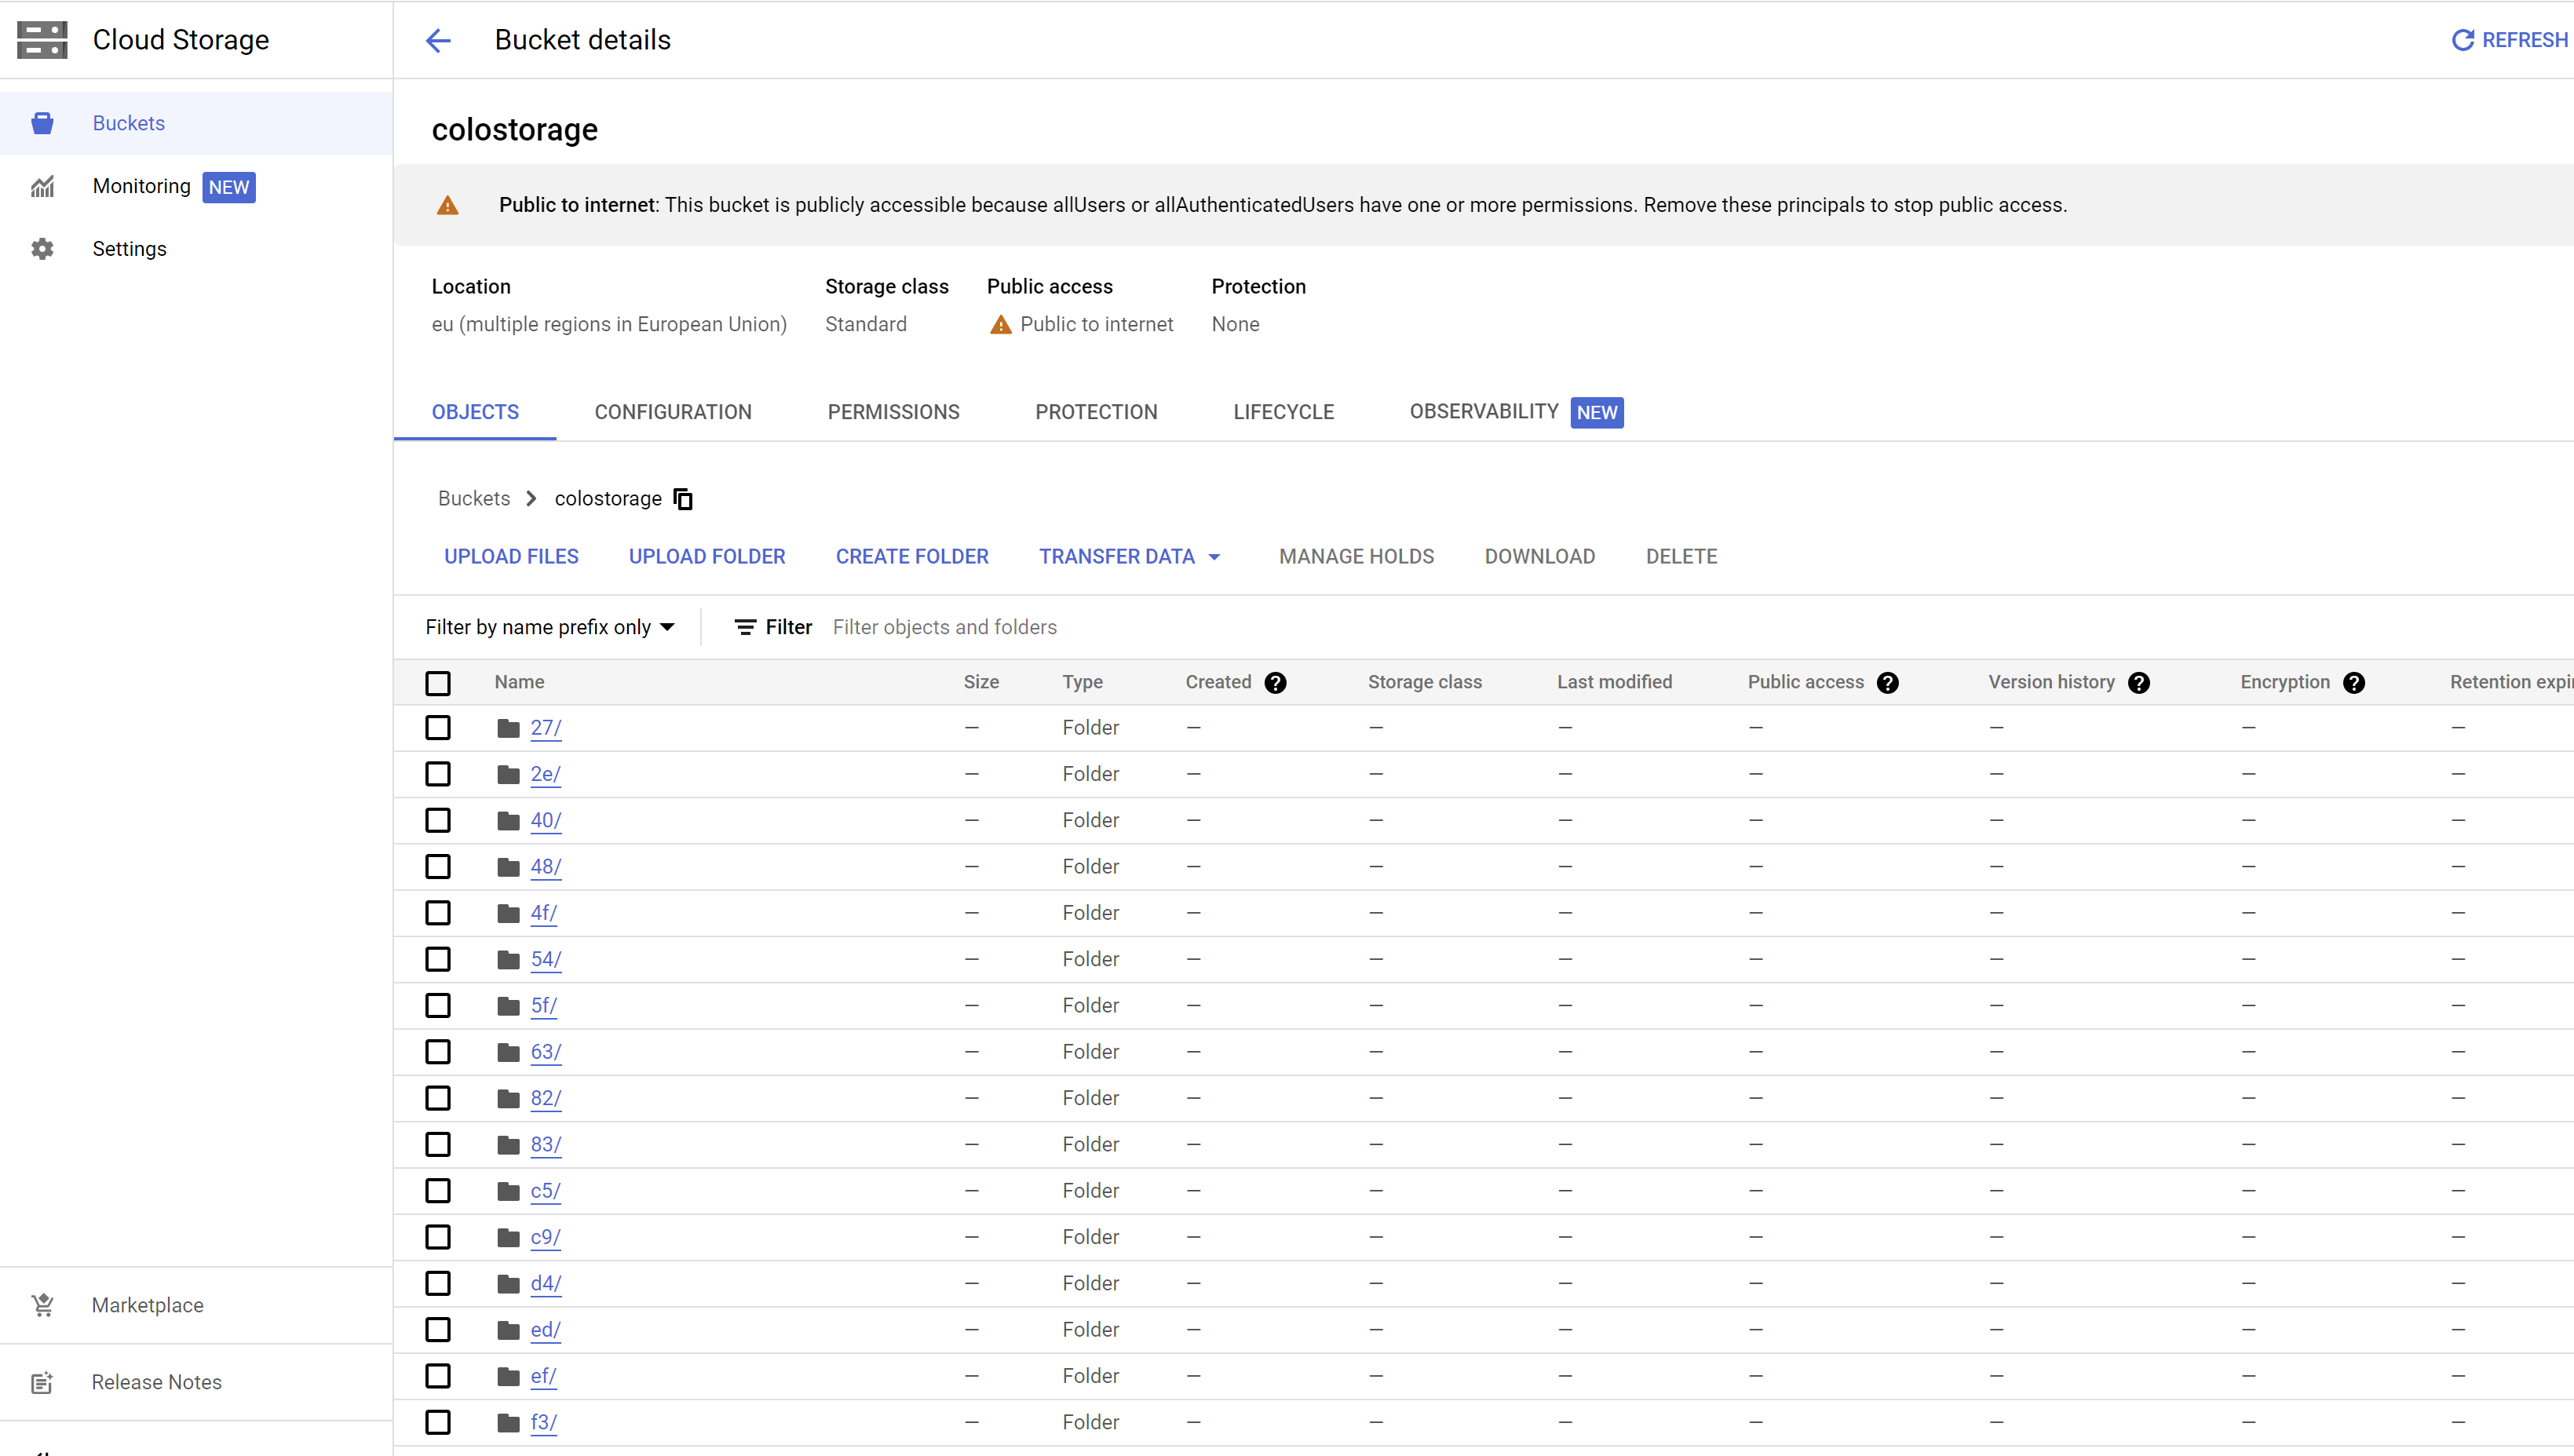 Cloud Storage
Bucket details
REFRESH
Buckets
Monitoring NEW
Settings
colostorage
Public to internet: This bucket is publicly accessible because allUsers or allAuthenticatedUsers have one or more permissions. Remove these principals to stop public access.
Location Storage class Public access Protection
eu (multiple regions in European Union) Standard Public to internet None
OBJECTS CONFIGURATION PERMISSIONS PROTECTION LIFECYCLE OBSERVABILITY NEW
Buckets > colostorage
UPLOAD FILES UPLOAD FOLDER CREATE FOLDER TRANSFER DATA MANAGE HOLDS DOWNLOAD DELETE
Filter by name prefix only Filter Filter objects and folders
Name Size Type Created Storage class Last modified Public access Version history Encryption Retention
27/ — Folder — — — — — — —
2e/ — Folder — — — — — — —
40/ — Folder — — — — — — —
48/ — Folder — — — — — — —
4f/ — Folder — — — — — — —
54/ — Folder — — — — — — —
5f/ — Folder — — — — — — —
63/ — Folder — — — — — — —
82/ — Folder — — — — — — —
83/ — Folder — — — — — — —
c5/ — Folder — — — — — — —
c9/ — Folder — — — — — — —
d4/ — Folder — — — — — — —
ed/ — Folder — — — — — — —
ef/ — Folder — — — — — — —
f3/ — Folder — — — — — — —
Marketplace
Release Notes